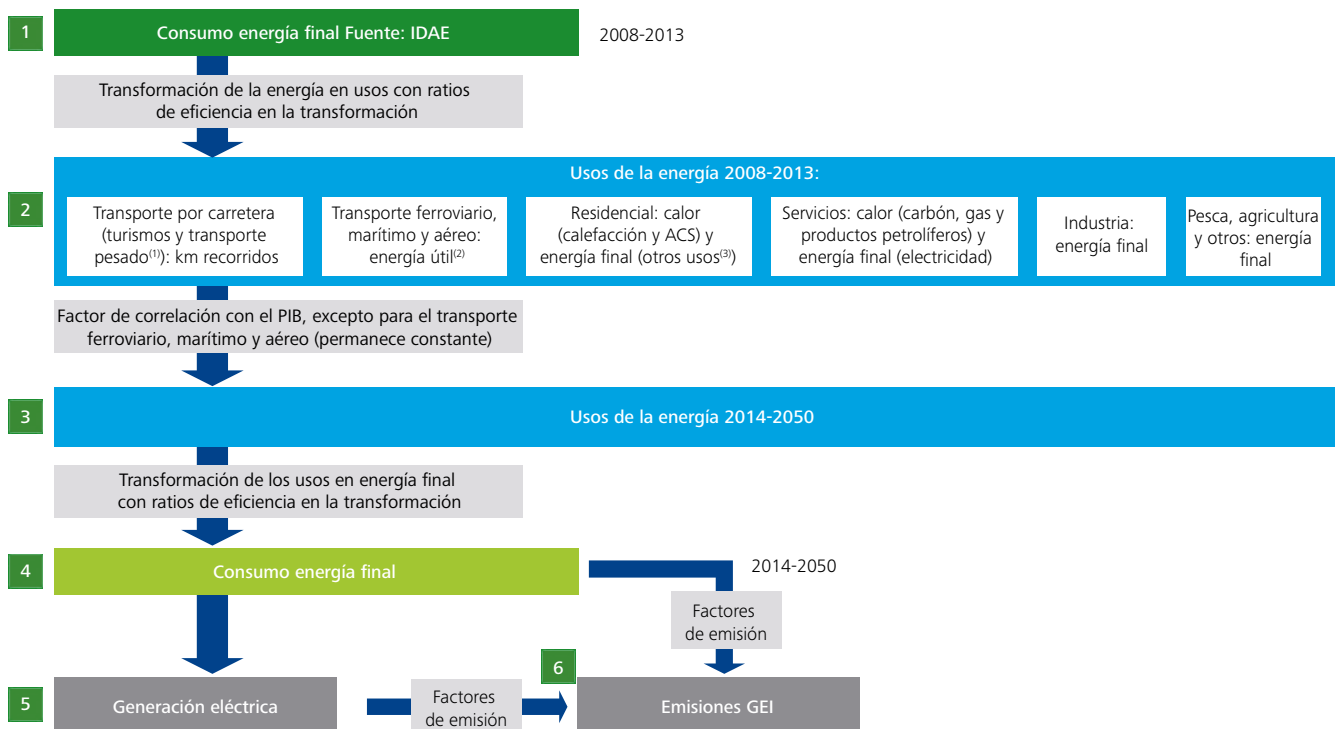 1
Consumo energía final Fuente: IDAE
2008-2013
Transformación de la energía en usos con ratios
de eficiencia en la transformación
Usos de la energía 2008-2013:
2
Transporte por carretera
(turismos y transporte
pesado⁽¹⁾): km recorridos
Transporte ferroviario,
marítimo y aéreo:
energía útil⁽²⁾
Residencial: calor
(calefacción y ACS) y
energía final (otros usos⁽³⁾)
Servicios: calor (carbón, gas y
productos petrolíferos) y
energía final (electricidad)
Industria:
energía final
Pesca, agricultura
y otros: energía
final
Factor de correlación con el PIB, excepto para el transporte
ferroviario, marítimo y aéreo (permanece constante)
3
Usos de la energía 2014-2050
Transformación de los usos en energía final
con ratios de eficiencia en la transformación
4
Consumo energía final
2014-2050
Factores
de emisión
5
Generación eléctrica
Factores
de emisión
6
Emisiones GEI